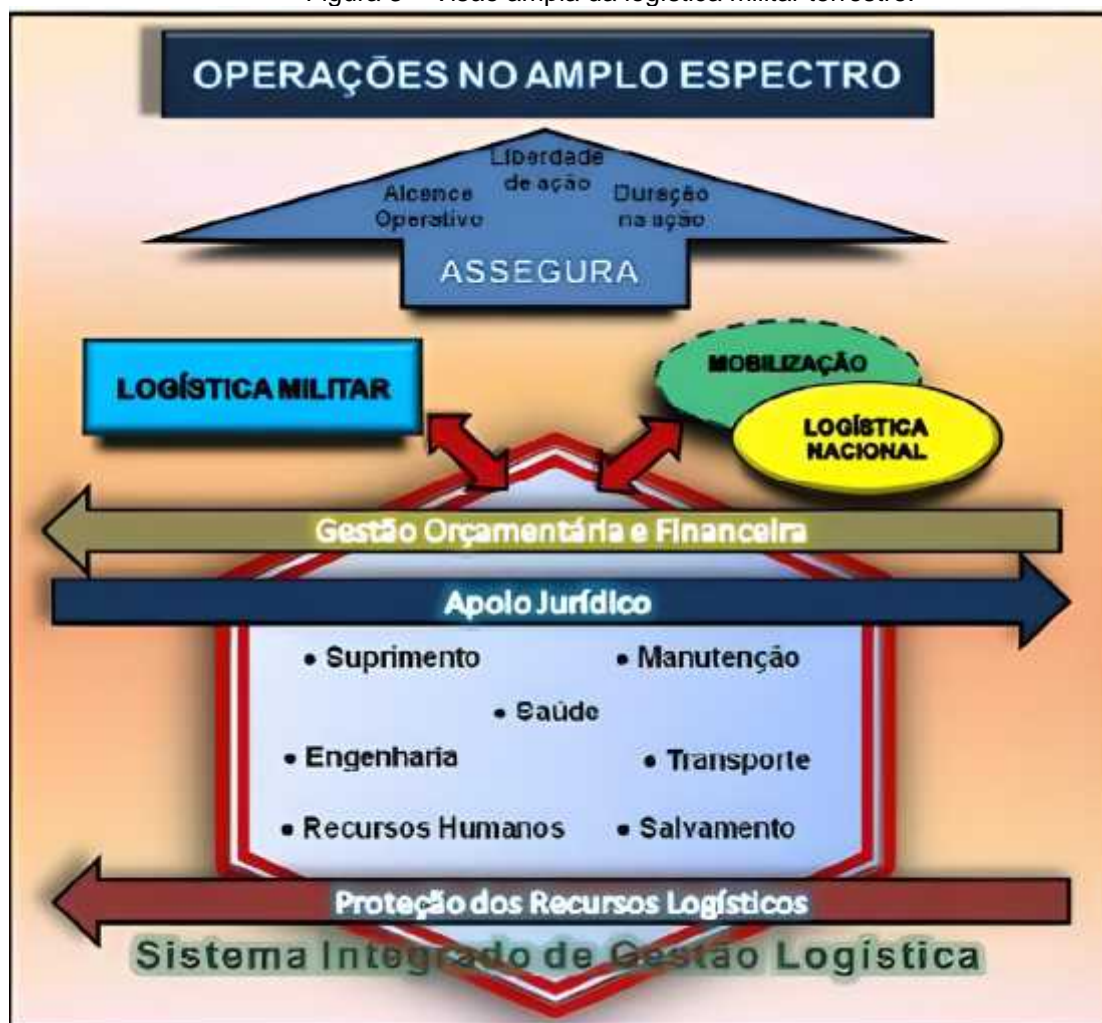 OPERAÇÕES NO AMPLO ESPECTRO
Liberdade
de ação
Alcance
Operativo
Duração
na ação
ASSEGURA
LOGÍSTICA MILITAR
MOBILIZAÇÃO
LOGÍSTICA
NACIONAL
Gestão Orçamentária e Financeira
Apoio Jurídico
• Suprimento
• Manutenção
• Saúde
• Engenharia
• Transporte
• Recursos Humanos
• Salvamento
Proteção dos Recursos Logísticos
Sistema Integrado de Gestão Logística